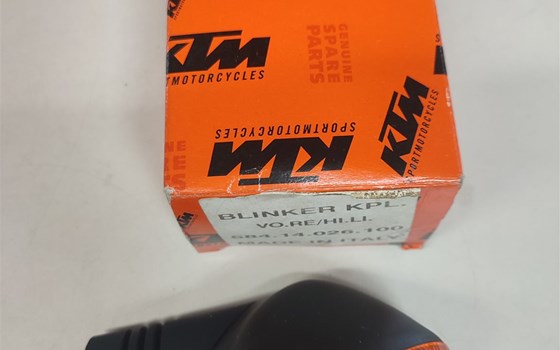 KTM
SPORTMOTORCYCLES
GENUINE
SPARE
PARTS
KTM
SPORTMOTORCYCLES
KTM
SPORTMOTORCYCLES
BLINKER KPL.
VO.RE/HI.LI.
584.14.026.100
MADE IN ITALY